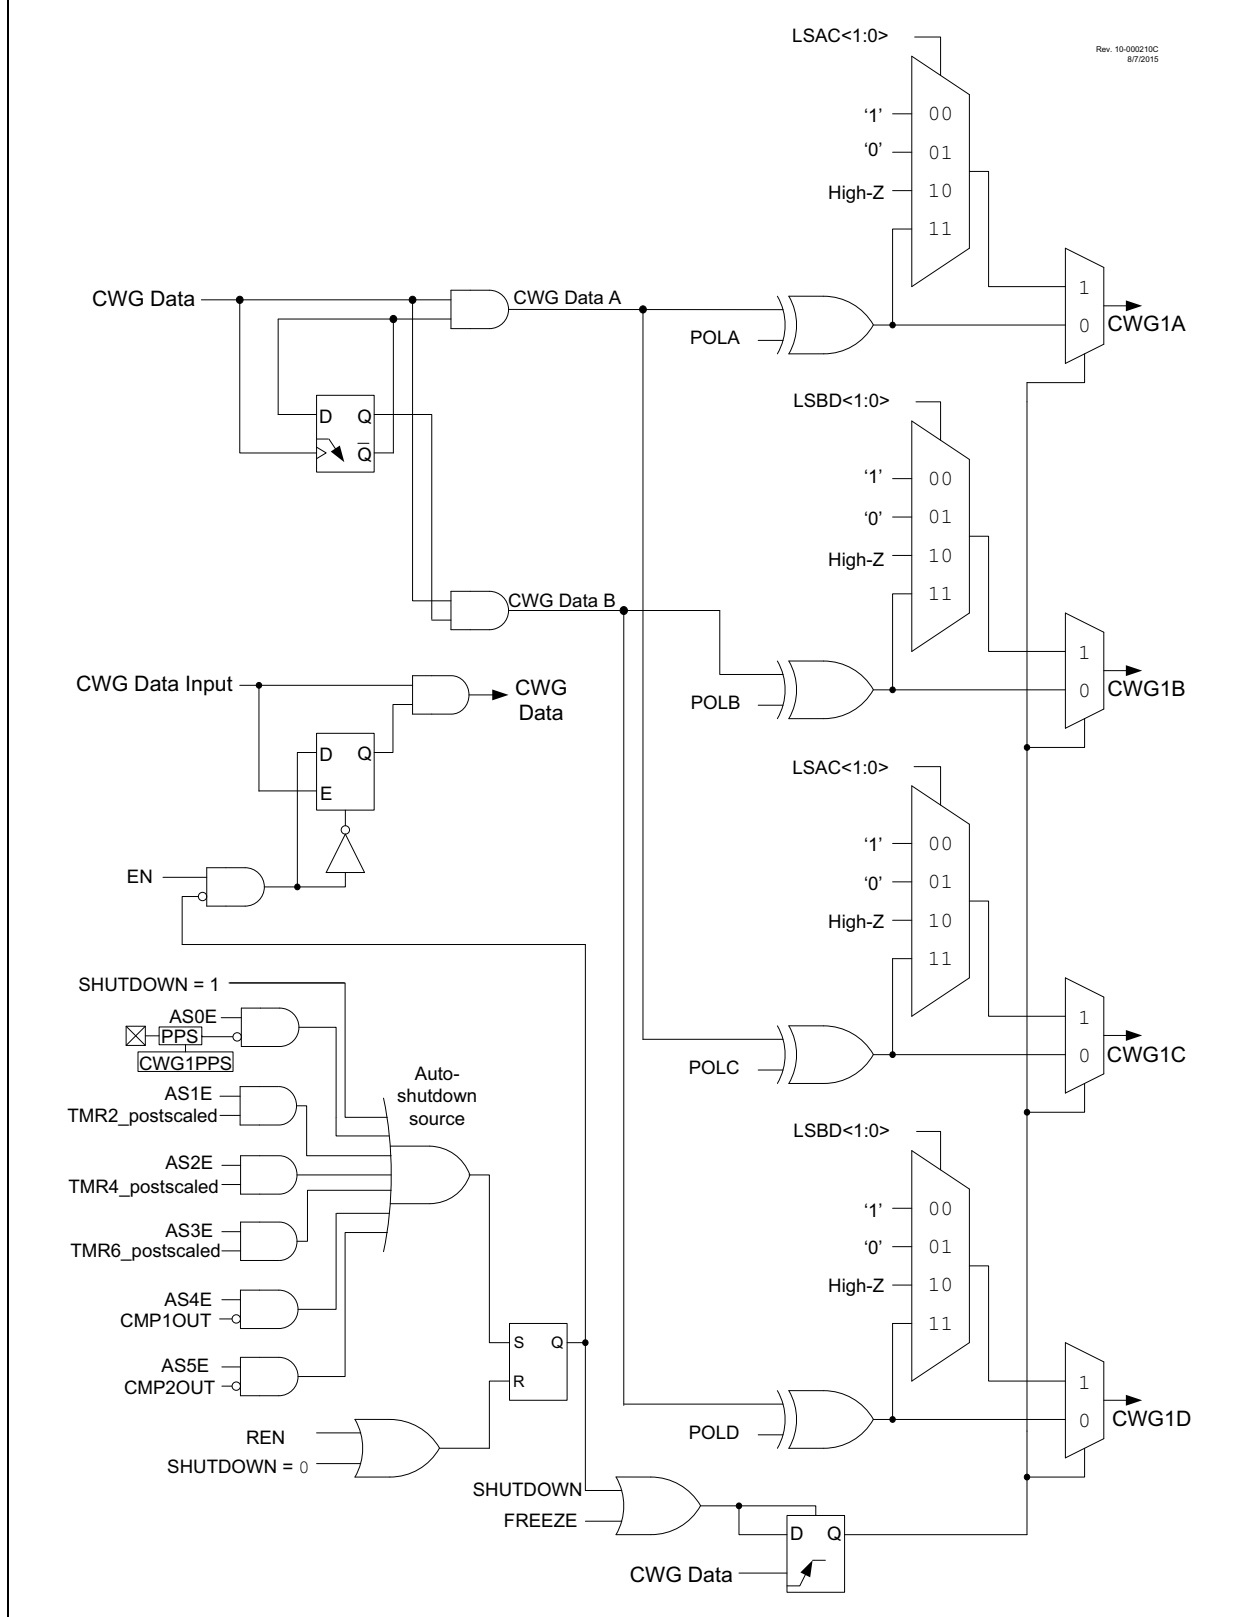 LSAC<1:0>
Rev. 10-000210C
8/7/2015
‘1’ 00
‘0’ 01
High-Z 10
11
CWG Data
CWG Data A
POLA
1
0
CWG1A
D Q
Q
LSBD<1:0>
‘1’ 00
‘0’ 01
High-Z 10
11
CWG Data B
POLB
1
0
CWG1B
CWG Data Input
CWG
Data
D Q
E
EN
LSAC<1:0>
‘1’ 00
‘0’ 01
High-Z 10
11
POLC
1
0
CWG1C
SHUTDOWN = 1
AS0E
PPS
CWG1PPS
Auto-
shutdown
source
AS1E
TMR2_postscaled
AS2E
TMR4_postscaled
AS3E
TMR6_postscaled
AS4E
CMP1OUT
AS5E
CMP2OUT
S Q
R
REN
SHUTDOWN = 0
LSBD<1:0>
‘1’ 00
‘0’ 01
High-Z 10
11
POLD
1
0
CWG1D
SHUTDOWN
FREEZE
D Q
CWG Data